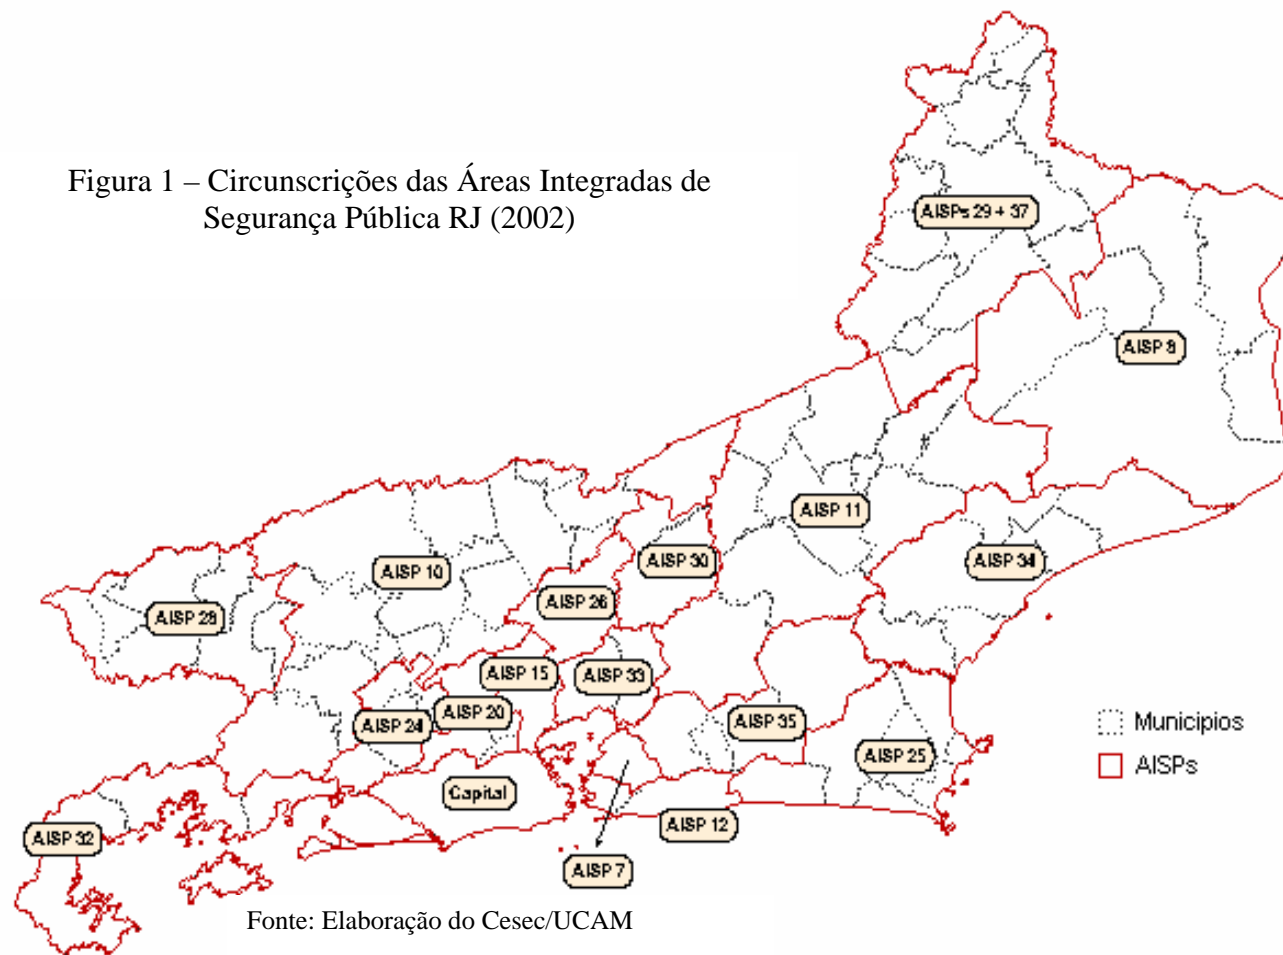 Figura 1 – Circunscrições das Áreas Integradas de
Segurança Pública RJ (2002)
AISPs 29 + 37
AISP 8
AISP 11
AISP 34
AISP 30
AISP 10
AISP 26
AISP 28
AISP 15
AISP 33
AISP 20
AISP 24
AISP 35
AISP 25
Municipios
AISPs
Capital
AISP 12
AISP 32
AISP 7
Fonte: Elaboração do Cesec/UCAM